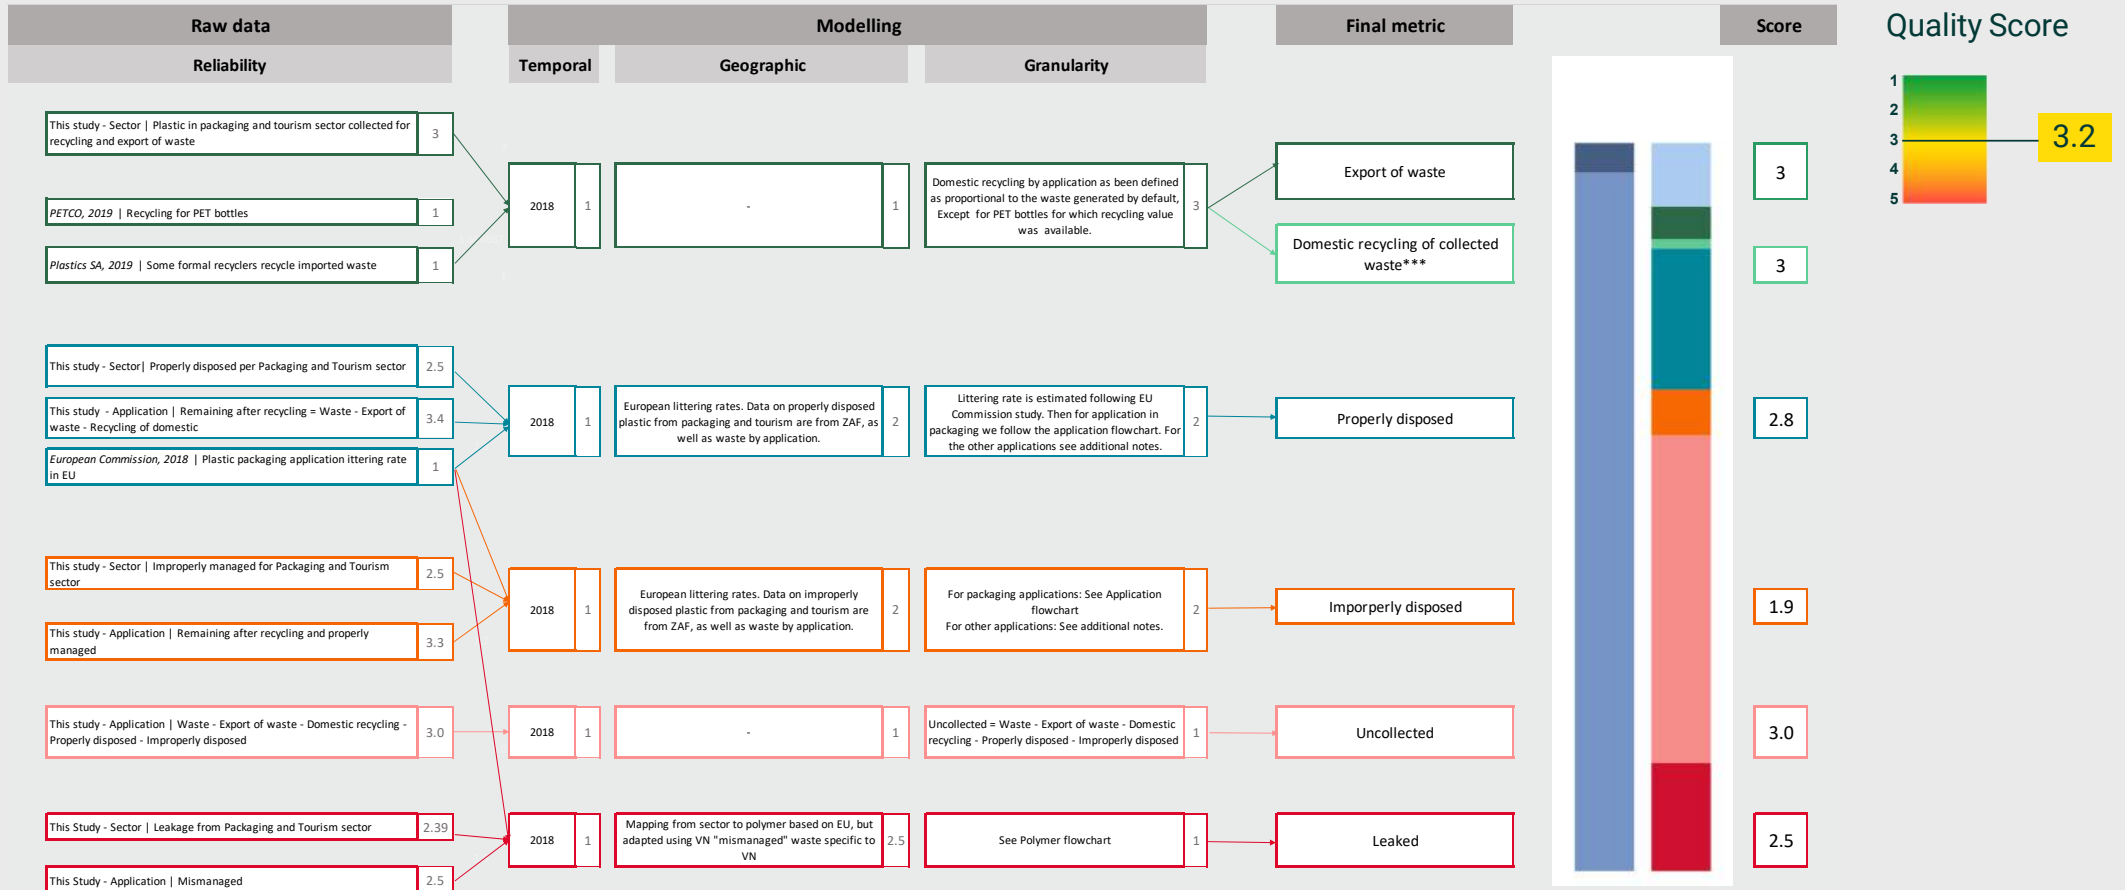 Raw data
Modelling
Final metric
Score
Quality Score
Reliability
Temporal
Geographic
Granularity
1
2
3
4
5
3.2
This study - Sector | Plastic in packaging and tourism sector collected for
recycling and export of waste
3
PETCO, 2019 | Recycling for PET bottles
1
Plastics SA, 2019 | Some formal recyclers recycle imported waste
1
2018
1
-
1
Domestic recycling by application as been defined
as proportional to the waste generated by default,
Except for PET bottles for which recycling value
was available.
3
Export of waste
3
Domestic recycling of collected
waste***
3
This study - Sector| Properly disposed per Packaging and Tourism sector
2.5
This study - Application | Remaining after recycling = Waste - Export of
waste - Recycling of domestic
3.4
European Commission, 2018 | Plastic packaging application ittering rate
in EU
1
2018
1
European littering rates. Data on properly disposed
plastic from packaging and tourism are from ZAF, as
well as waste by application.
2
Littering rate is estimated following EU
Commission study. Then for application in
packaging we follow the application flowchart. For
the other applications see additional notes.
2
Properly disposed
2.8
This study - Sector | Improperly managed for Packaging and Tourism
sector
2.5
This study - Application | Remaining after recycling and properly
managed
3.3
2018
1
European littering rates. Data on improperly
disposed plastic from packaging and tourism are
from ZAF, as well as waste by application.
2
For packaging applications: See Application
flowchart
For other applications: See additional notes.
2
Imporperly disposed
1.9
This study - Application | Waste - Export of waste - Domestic recycling -
Properly disposed - Improperly disposed
3.0
2018
1
-
1
Uncollected = Waste - Export of waste - Domestic
recycling - Properly disposed - Improperly disposed
1
Uncollected
3.0
This Study - Sector | Leakage from Packaging and Tourism sector
2.39
This Study - Application | Mismanaged
2.5
2018
1
Mapping from sector to polymer based on EU, but
adapted using VN "mismanaged" waste specific to
VN
2.5
See Polymer flowchart
1
Leaked
2.5